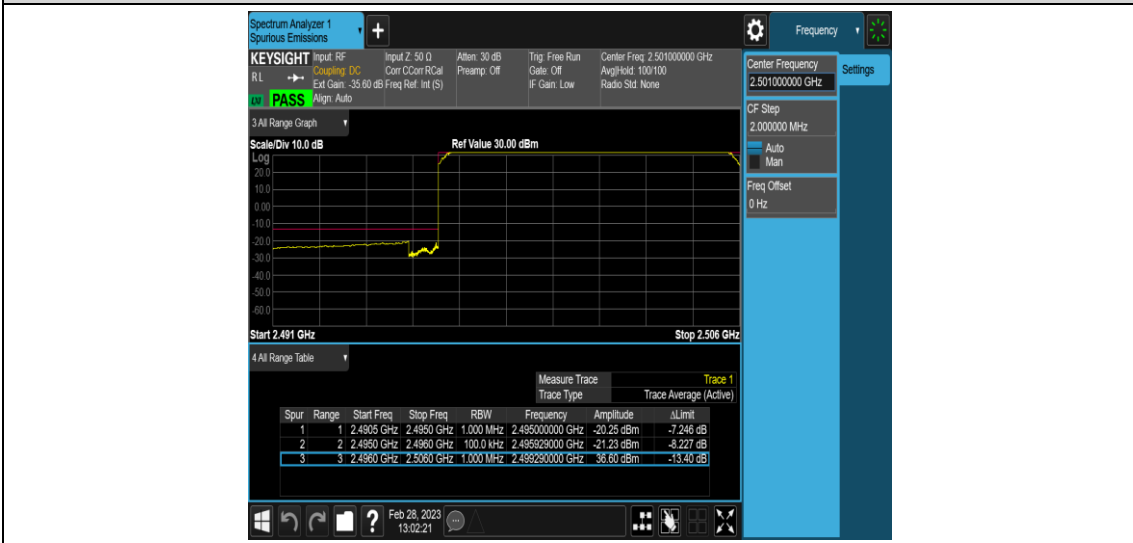 Spectrum Analyzer 1
Spurious Emissions
+
Frequency
KEYSIGHT Input: RF Input Z: 50 Ω Atten: 30 dB Trig: Free Run Center Freq: 2.501000000 GHz
R L Coupling: DC Corr CCorr RCal Preamp: Off Gate: Off Avg|Hold: 100/100
Ext Gain: -35.60 dB Freq Ref: Int (S) IF Gain: Low Radio Std: None
PASS Align: Auto
Center Frequency
2.501000000 GHz
Settings
CF Step
2.000000 MHz
Auto
Man
Freq Offset
0 Hz
3 All Range Graph
Scale/Div 10.0 dB Ref Value 30.00 dBm
Log
20.0
10.0
0.00
-10.0
-20.0
-30.0
-40.0
-50.0
-60.0
Start 2.491 GHz Stop 2.506 GHz
4 All Range Table
Measure Trace Trace 1
Trace Type Trace Average (Active)
Spur Range Start Freq Stop Freq RBW Frequency Amplitude ΔLimit
1 1 2.4905 GHz 2.4950 GHz 1.000 MHz 2.495000000 GHz -20.25 dBm -7.246 dB
2 2 2.4950 GHz 2.4960 GHz 100.0 kHz 2.495929000 GHz -21.23 dBm -8.227 dB
3 3 2.4960 GHz 2.5060 GHz 1.000 MHz 2.499290000 GHz 36.60 dBm -13.40 dB
?
Feb 28, 2023
13:02:21